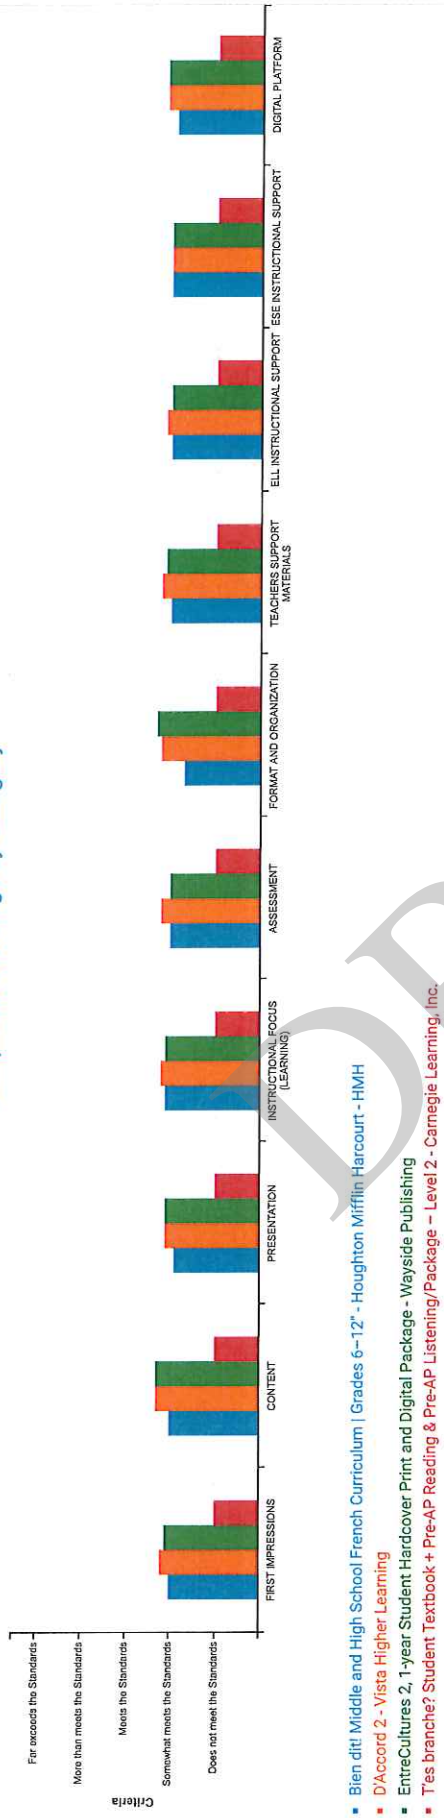 Criteria
Far exceeds the Standards
More than meets the Standards
Meets the Standards
Somewhat meets the Standards
Does not meet the Standards
FIRST IMPRESSIONS
CONTENT
PRESENTATION
INSTRUCTIONAL FOCUS
(LEARNING)
ASSESSMENT
FORMAT AND ORGANIZATION
TEACHERS SUPPORT
MATERIALS
ELL INSTRUCTIONAL SUPPORT
ESE INSTRUCTIONAL SUPPORT
DIGITAL PLATFORM
▪ Bien dit! Middle and High School French Curriculum | Grades 6–12" - Houghton Mifflin Harcourt - HMH
▪ D'Accord 2 - Vista Higher Learning
▪ EntreCultures 2, 1-year Student Hardcover Print and Digital Package - Wayside Publishing
▪ T'es branche? Student Textbook + Pre-AP Reading & Pre-AP Listening/Package – Level 2 - Carnegie Learning, Inc.